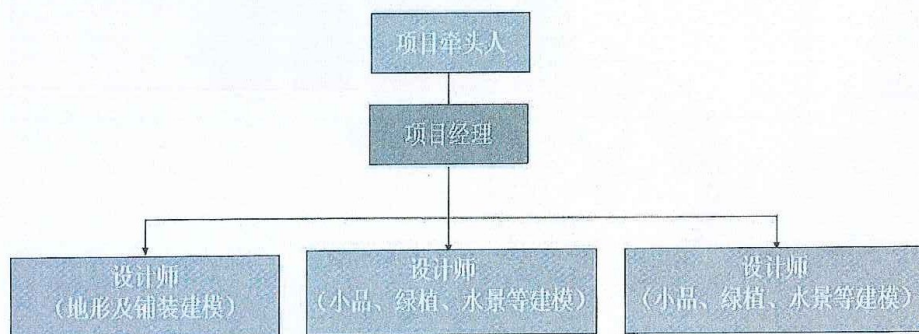 项目牵头人
项目经理
设计师
（地形及铺装建模）
设计师
（小品、绿植、水景等建模）
设计师
（小品、绿植、水景等建模）